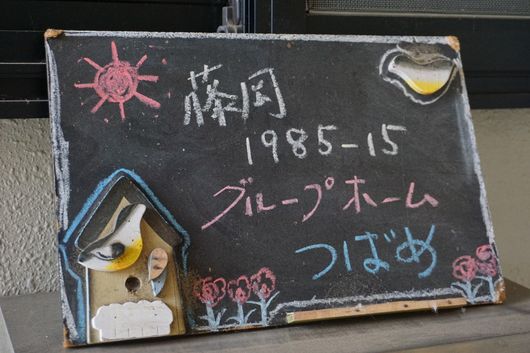 藤岡
1985-15
グループホーム
つばめ